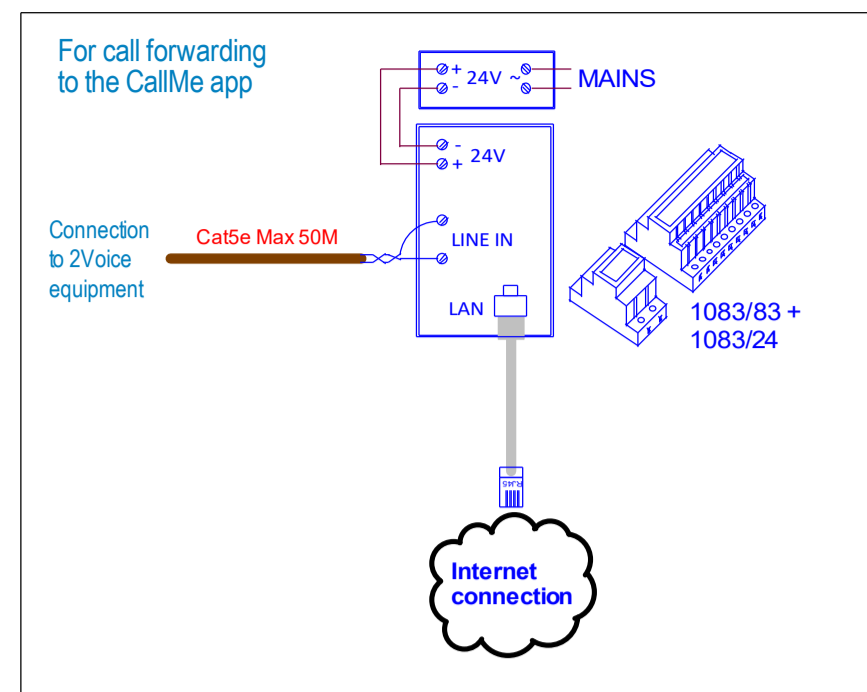 For call forwarding
to the CallMe app
+ 24V ~
-
MAINS
- 24V
+
Connection
to 2Voice
equipment
Cat5e Max 50M
LINE IN
LAN
1083/83 +
1083/24
RJ45
Internet
connection